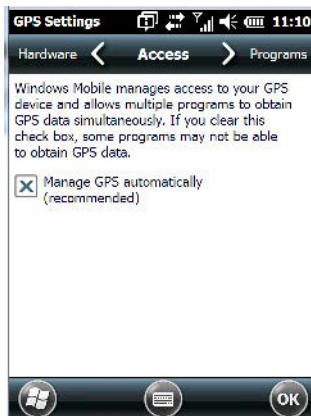 GPS Settings 11:10
Hardware Access Programs
Windows Mobile manages access to your GPS
device and allows multiple programs to obtain
GPS data simultaneously. If you clear this
check box, some programs may not be able
to obtain GPS data.
Manage GPS automatically
(recommended)
OK